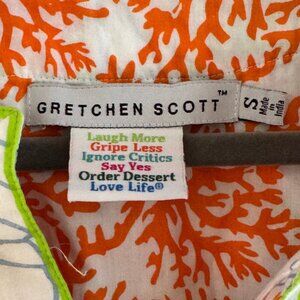 GRETCHEN SCOTT™
S
Made in
India
Laugh More
Gripe Less
Ignore Critics
Say Yes
Order Dessert
Love Life®